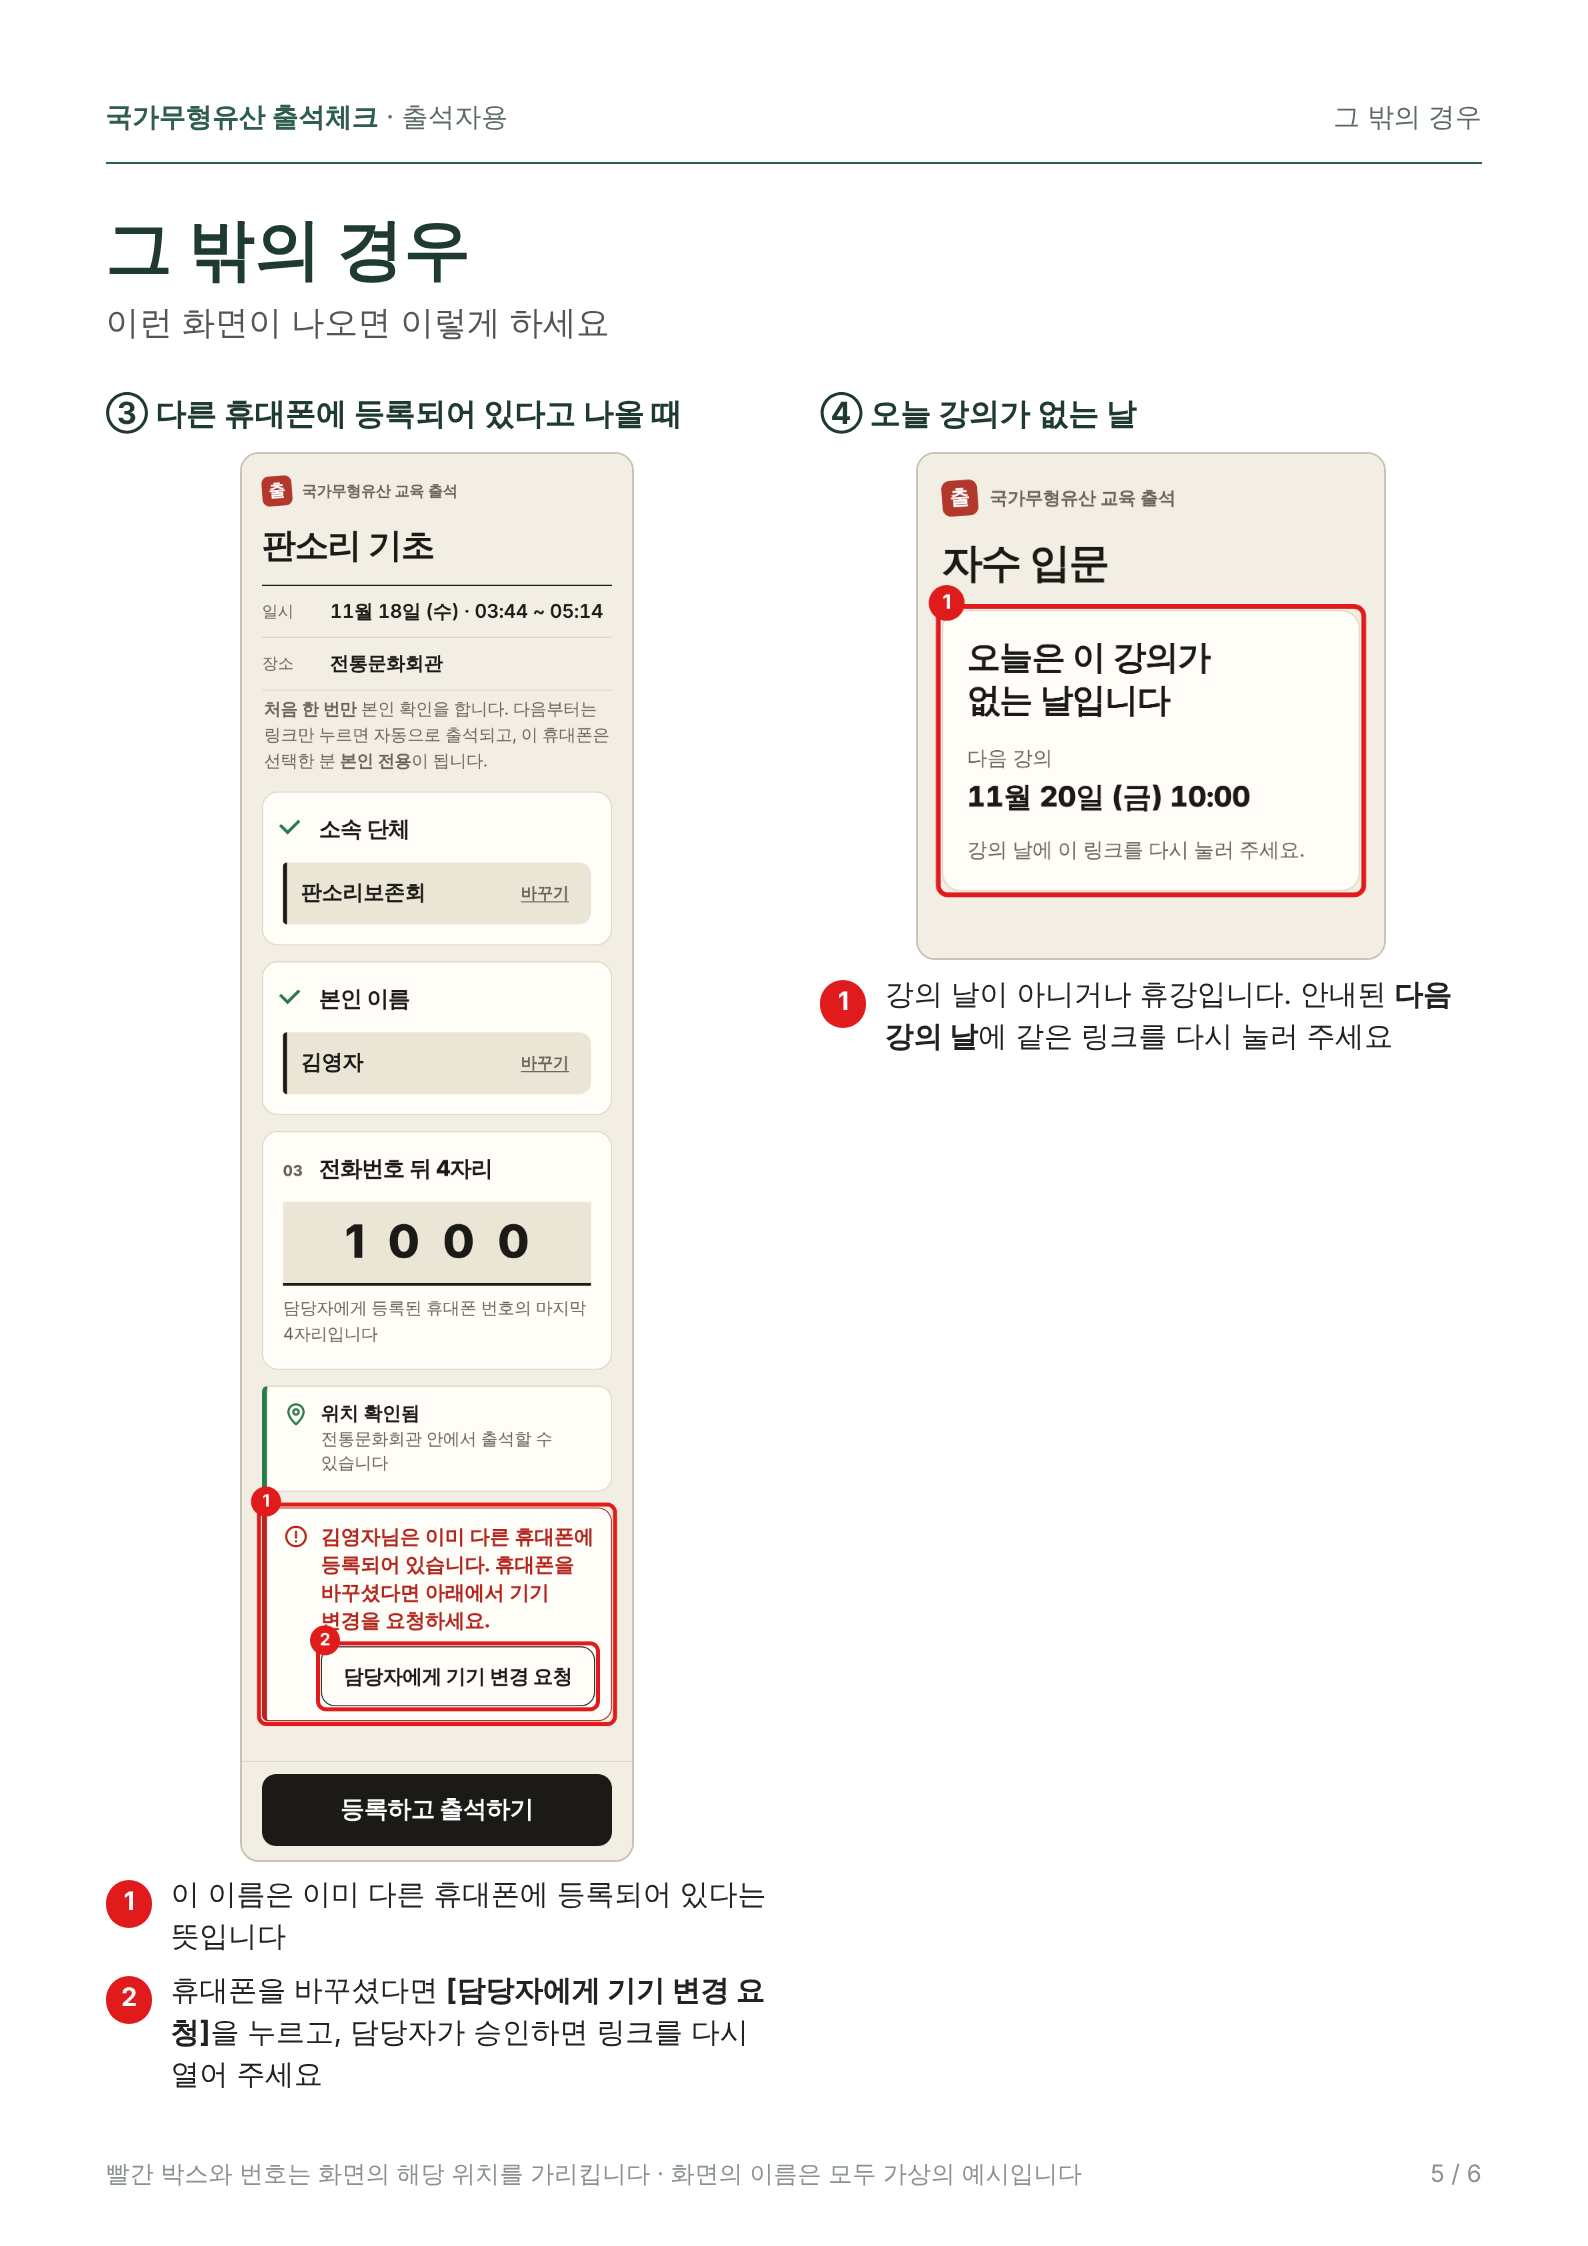 국가무형유산 출석체크 · 출석자용
그 밖의 경우
그 밖의 경우
이런 화면이 나오면 이렇게 하세요
③ 다른 휴대폰에 등록되어 있다고 나올 때
출 국가무형유산 교육 출석
판소리 기초
일시 11월 18일 (수) · 03:44 ~ 05:14
장소 전통문화회관
처음 한 번만 본인 확인을 합니다. 다음부터는
링크만 누르면 자동으로 출석되고, 이 휴대폰은
선택한 분 본인 전용이 됩니다.
소속 단체
판소리보존회 바꾸기
본인 이름
김영자 바꾸기
03 전화번호 뒤 4자리
1 0 0 0
담당자에게 등록된 휴대폰 번호의 마지막
4자리입니다
위치 확인됨
전통문화회관 안에서 출석할 수
있습니다
1
김영자님은 이미 다른 휴대폰에
등록되어 있습니다. 휴대폰을
바꾸셨다면 아래에서 기기
변경을 요청하세요.
2
담당자에게 기기 변경 요청
등록하고 출석하기
1 이 이름은 이미 다른 휴대폰에 등록되어 있다는
뜻입니다
2 휴대폰을 바꾸셨다면 [담당자에게 기기 변경 요
청]을 누르고, 담당자가 승인하면 링크를 다시
열어 주세요
④ 오늘 강의가 없는 날
출 국가무형유산 교육 출석
자수 입문
1
오늘은 이 강의가
없는 날입니다
다음 강의
11월 20일 (금) 10:00
강의 날에 이 링크를 다시 눌러 주세요.
1 강의 날이 아니거나 휴강입니다. 안내된 다음
강의 날에 같은 링크를 다시 눌러 주세요
빨간 박스와 번호는 화면의 해당 위치를 가리킵니다 · 화면의 이름은 모두 가상의 예시입니다
5 / 6